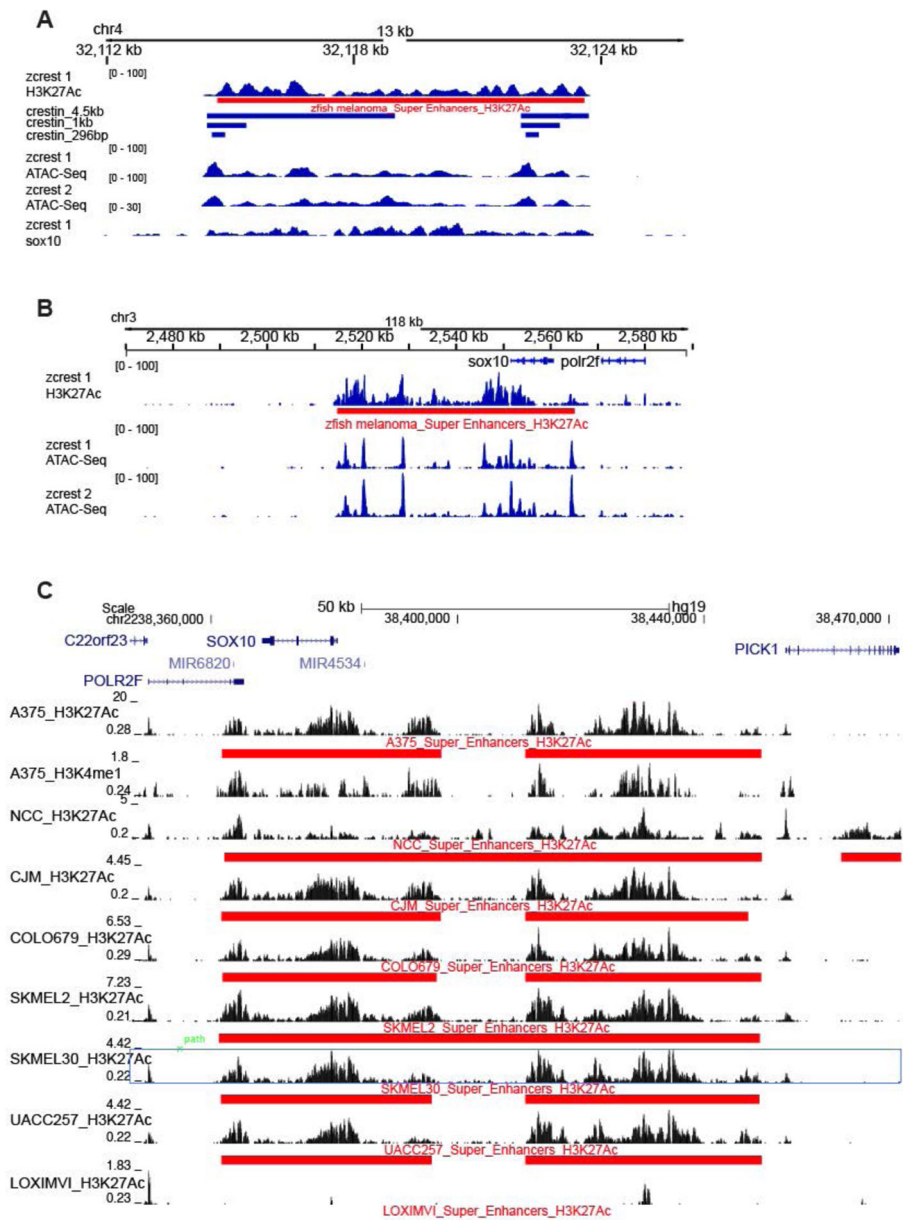 A
chr4
13 kb
32,112 kb 32,118 kb 32,124 kb
zcrest 1 [0 - 100]
H3K27Ac
zfish melanoma_Super Enhancers_H3K27Ac
crestin_4.5kb
crestin_1kb
crestin_296bp
[0 - 100]
zcrest 1
ATAC-Seq [0 - 100]
zcrest 2
ATAC-Seq [0 - 30]
zcrest 1
sox10
B
chr3
118 kb
2,480 kb 2,500 kb 2,520 kb 2,540 kb 2,560 kb 2,580 kb
sox10 polr2f
[0 - 100]
zcrest 1
H3K27Ac
zfish melanoma_Super Enhancers_H3K27Ac
[0 - 100]
zcrest 1
ATAC-Seq
[0 - 100]
zcrest 2
ATAC-Seq
C
Scale 50 kb hg19
chr2238,360,000 38,400,000 38,440,000 38,470,000
C22orf23 SOX10 PICK1
MIR6820 MIR4534
POLR2F
20
A375_H3K27Ac
0.28
A375_Super_Enhancers_H3K27Ac
1.8
A375_H3K4me1
0.24
5
NCC_H3K27Ac
0.2
NCC_Super_Enhancers_H3K27Ac
4.45
CJM_H3K27Ac
0.2
CJM_Super_Enhancers_H3K27Ac
6.53
COLO679_H3K27Ac
0.29
COLO679_Super_Enhancers_H3K27Ac
7.23
SKMEL2_H3K27Ac
0.21
SKMEL2_Super_Enhancers_H3K27Ac
path
4.42
SKMEL30_H3K27Ac
0.22
SKMEL30_Super_Enhancers_H3K27Ac
4.42
UACC257_H3K27Ac
0.22
UACC257_Super_Enhancers_H3K27Ac
1.83
LOXIMVI_H3K27Ac
0.23
LOXIMVI_Super_Enhancers_H3K27Ac